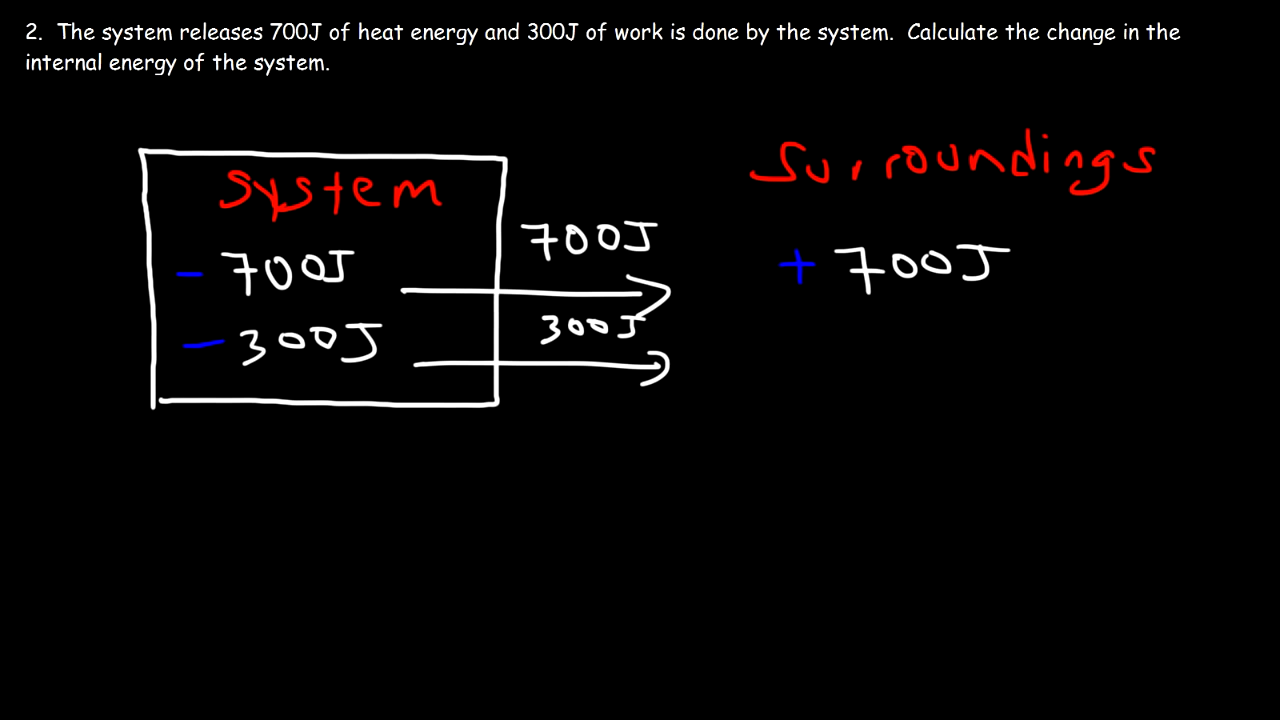 2. The system releases 700J of heat energy and 300J of work is done by the system. Calculate the change in the
internal energy of the system.
Surroundings
System
700J
- 700J
+ 700J
300J
- 300J